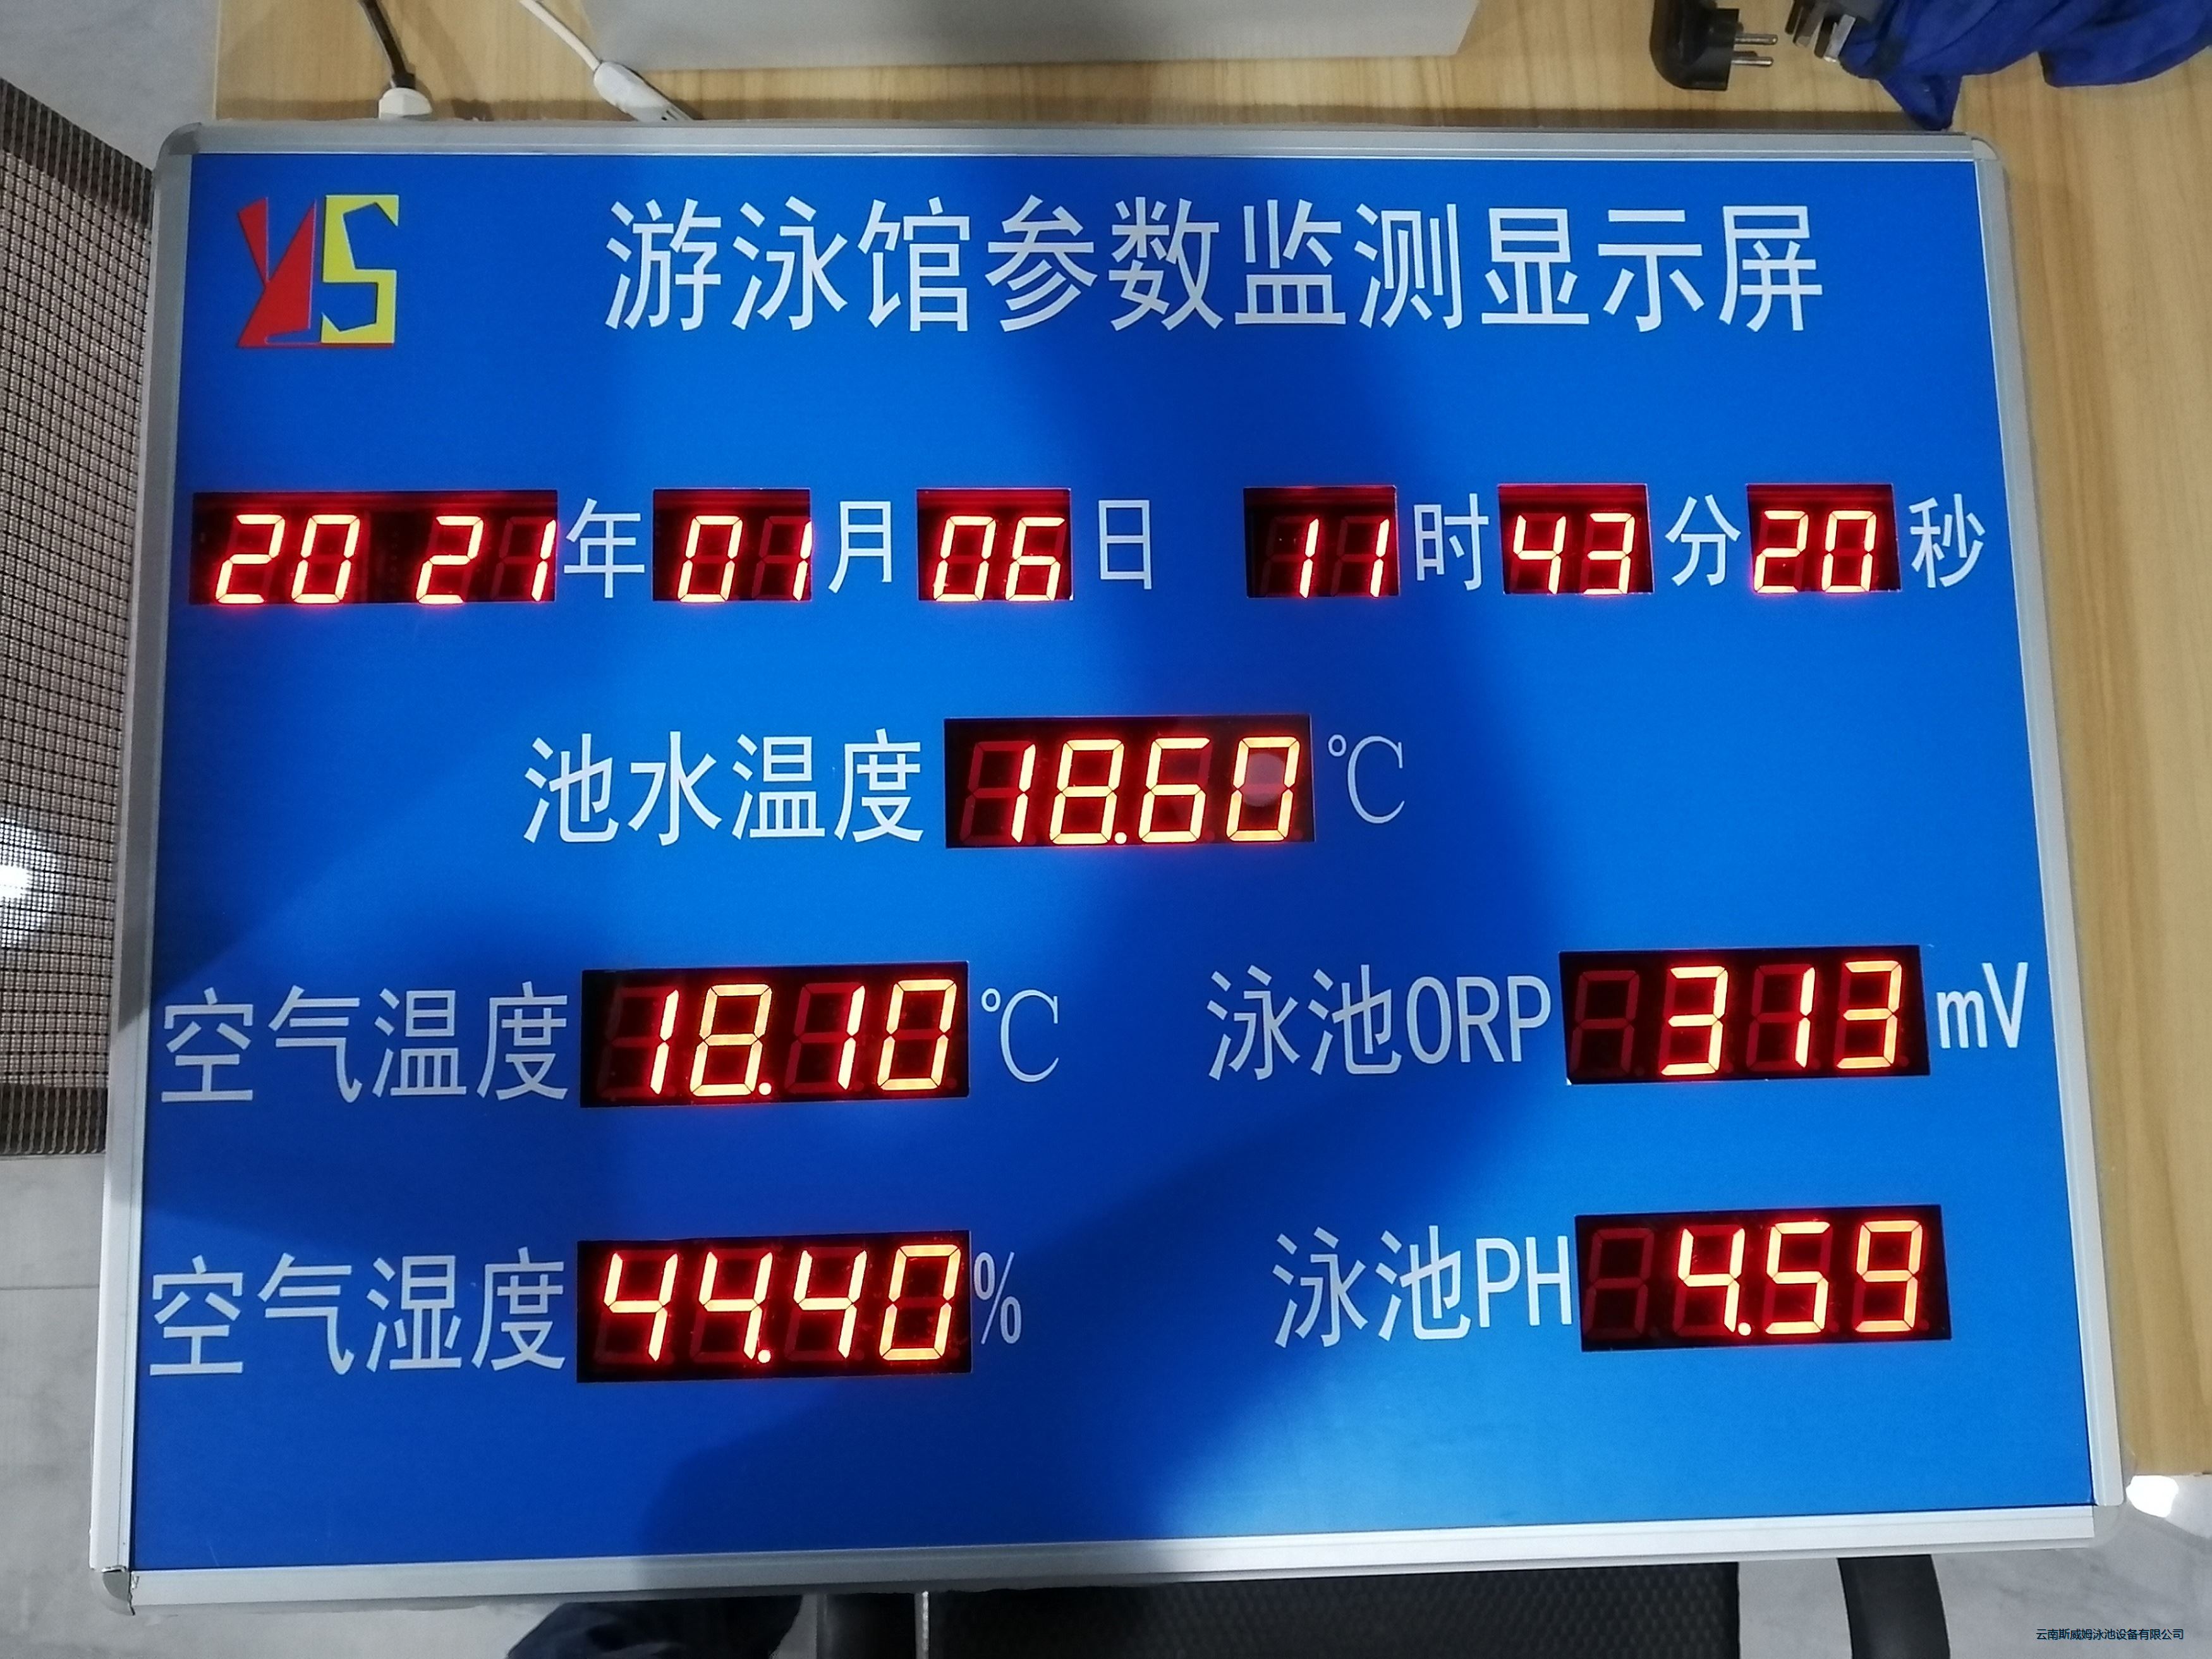 YS 游泳馆参数监测显示屏
2021年01月06日 11时43分20秒
池水温度 18.60 ℃
空气温度 18.10 ℃ 泳池ORP 313 mV
空气湿度 44.40 % 泳池PH 4.59
云南斯威姆泳池设备有限公司